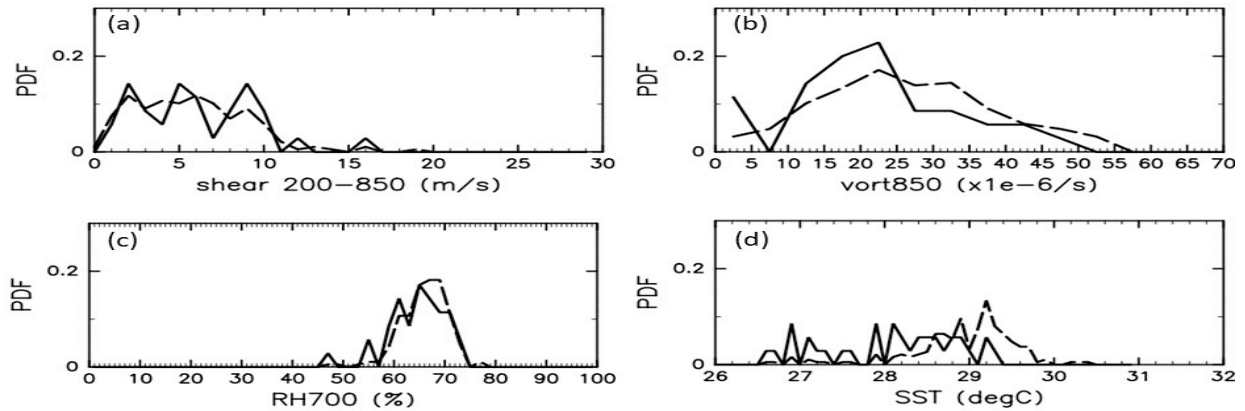 (a)
PDF
0.2
0
0 5 10 15 20 25 30
shear 200-850 (m/s)
(b)
PDF
0.2
0
0 5 10 15 20 25 30 35 40 45 50 55 60 65 70
vort850 (x1e-6/s)
(c)
PDF
0.2
0
0 10 20 30 40 50 60 70 80 90 100
RH700 (%)
(d)
PDF
0.2
0
26 27 28 29 30 31 32
SST (degC)